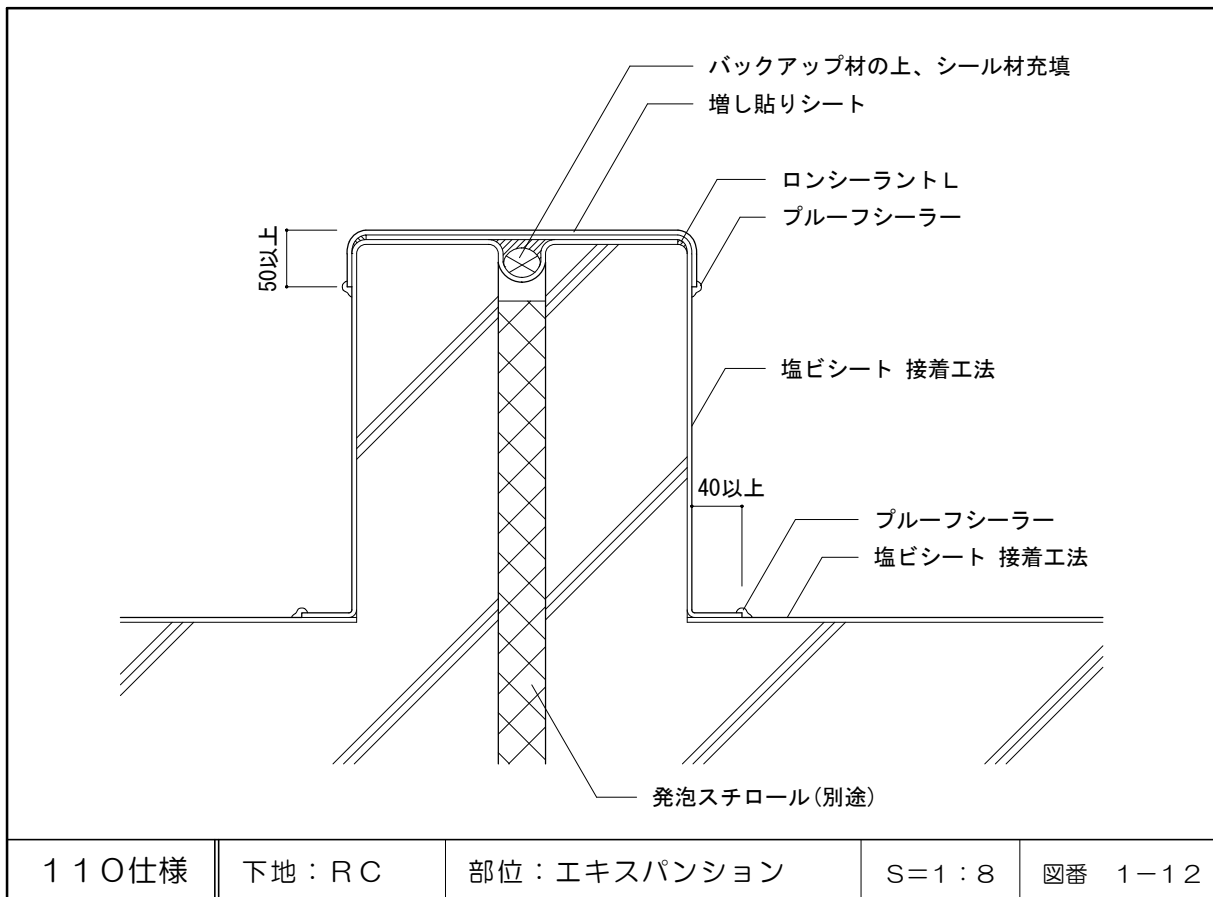 バックアップ材の上、シール材充填
増し貼りシート
ロンシーラントL
プルーフシーラー
50以上
塩ビシート 接着工法
40以上
プルーフシーラー
塩ビシート 接着工法
発泡スチロール(別途)
110仕様 下地：RC 部位：エキスパンション S=1：8 図番 1-12